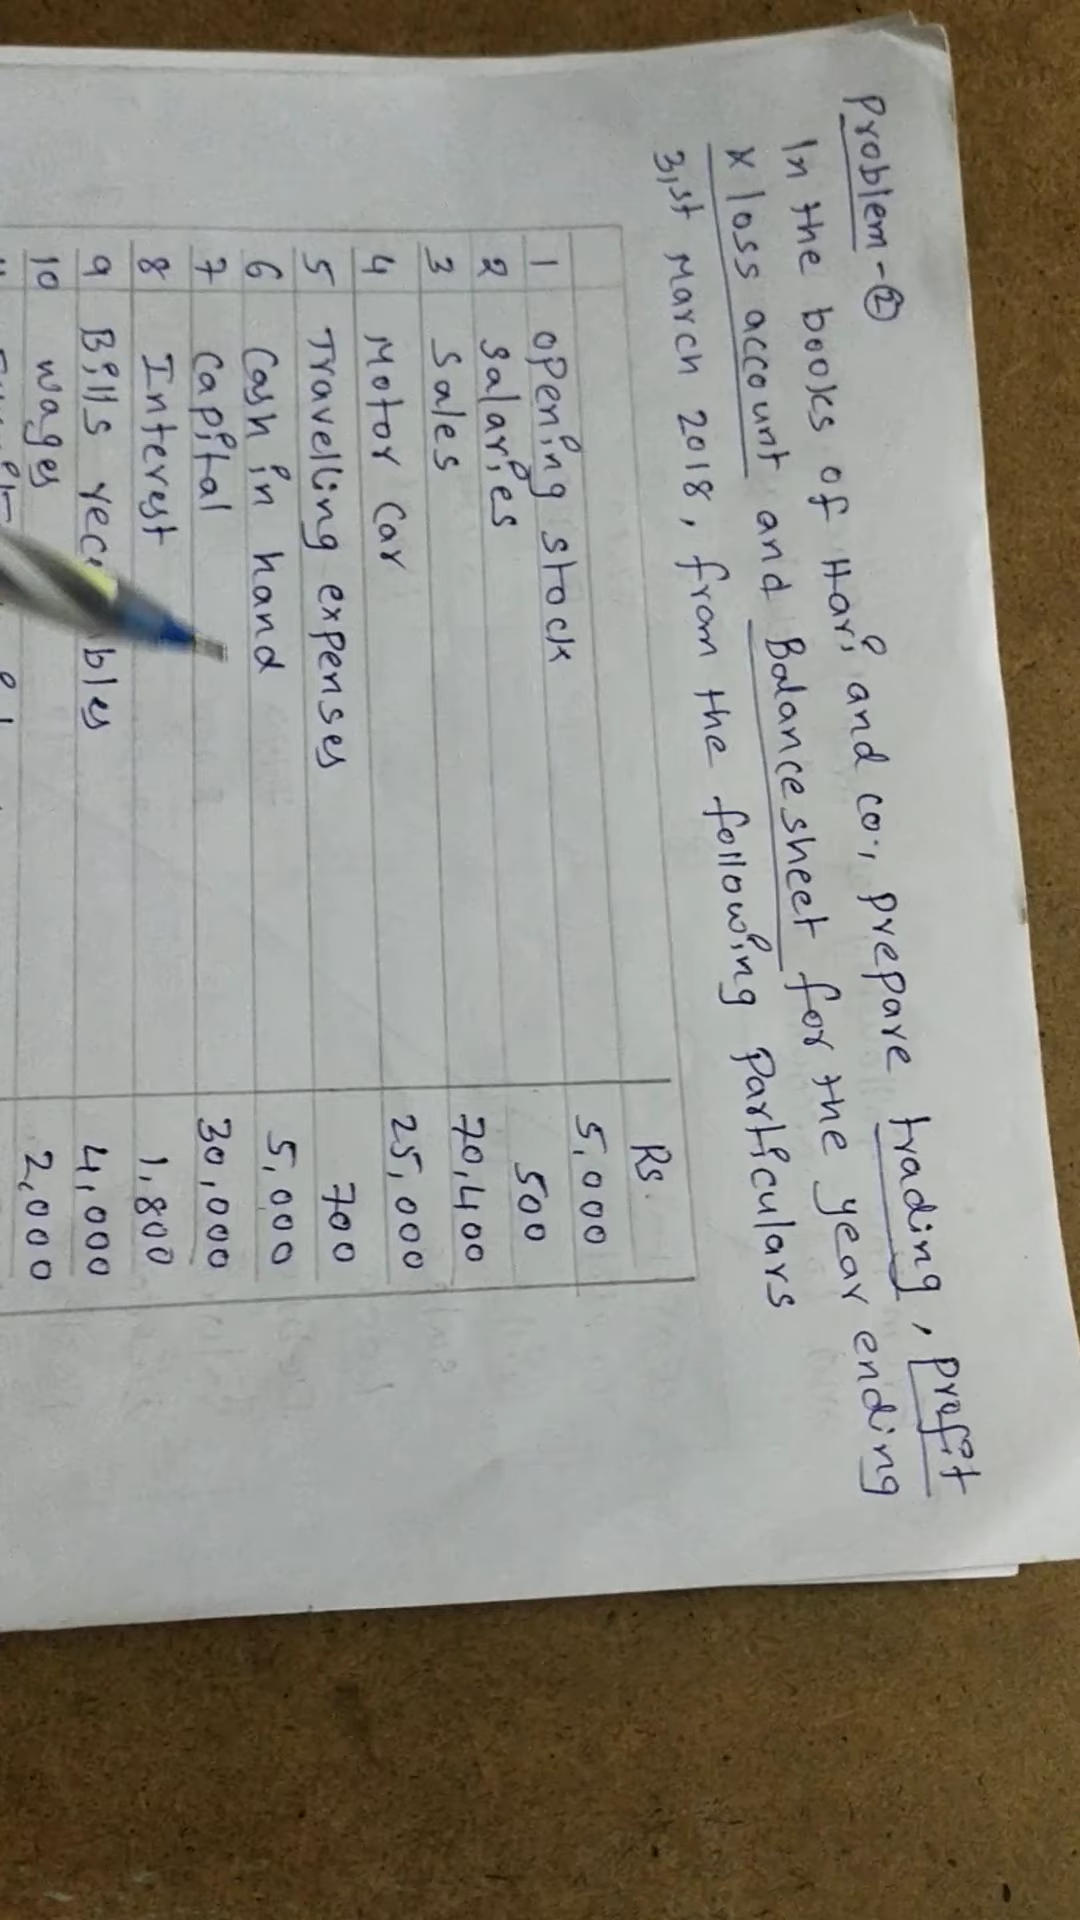 Problem-②
In the books of Hari and co., prepare trading, profit
x loss account and Balance sheet for the year ending
31st March 2018, from the following particulars
Rs.
1 opening stock 5,000
2 salaries 500
3 Sales 70,400
4 Motor Car 25,000
5 Travelling expenses 700
6 Cash in hand 5,000
7 Capital 30,000
8 Interest 1,800
9 Bills 4,000
10 wages 2,000